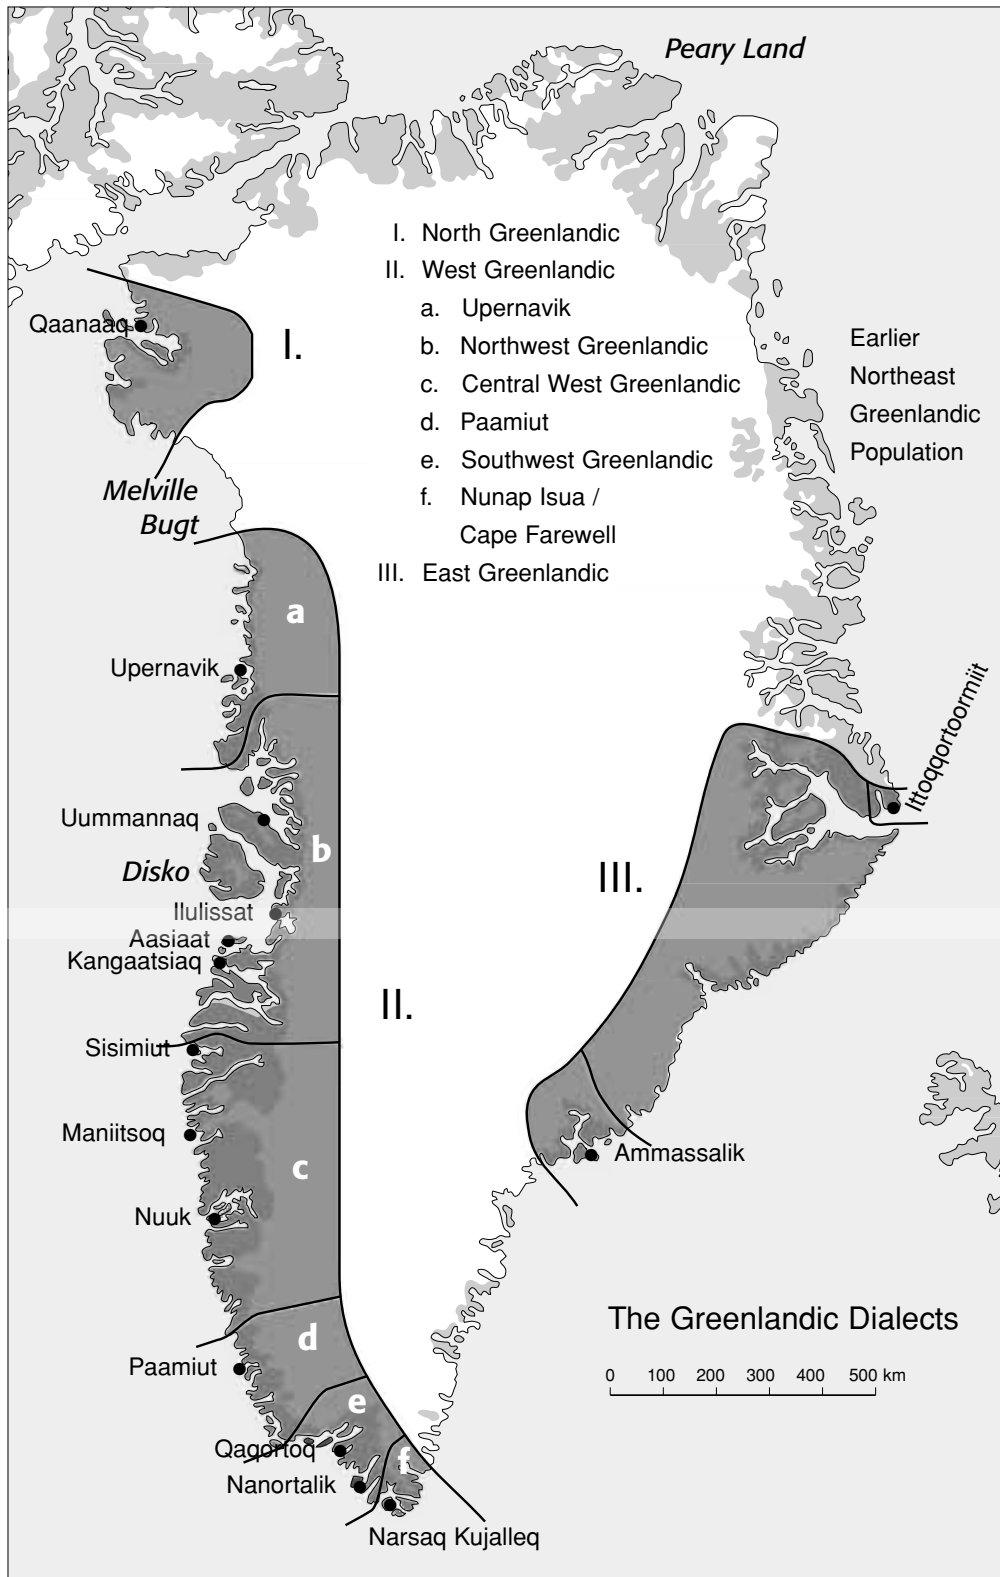 Peary Land
I. North Greenlandic
II. West Greenlandic
a. Upernavik
b. Northwest Greenlandic
c. Central West Greenlandic
d. Paamiut
e. Southwest Greenlandic
f. Nunap Isua /
Cape Farewell
III. East Greenlandic
Qaanaaq
I.
Earlier
Northeast
Greenlandic
Population
Melville
Bugt
a
Upernavik
Ittoqqortoormiit
Uummannaq
b
Disko
III.
Ilulissat
Aasiaat
Kangaatsiaq
II.
Sisimiut
Maniitsoq
Ammassalik
c
Nuuk
The Greenlandic Dialects
d
Paamiut
0 100 200 300 400 500 km
e
Qaqortoq
f
Nanortalik
Narsaq Kujalleq